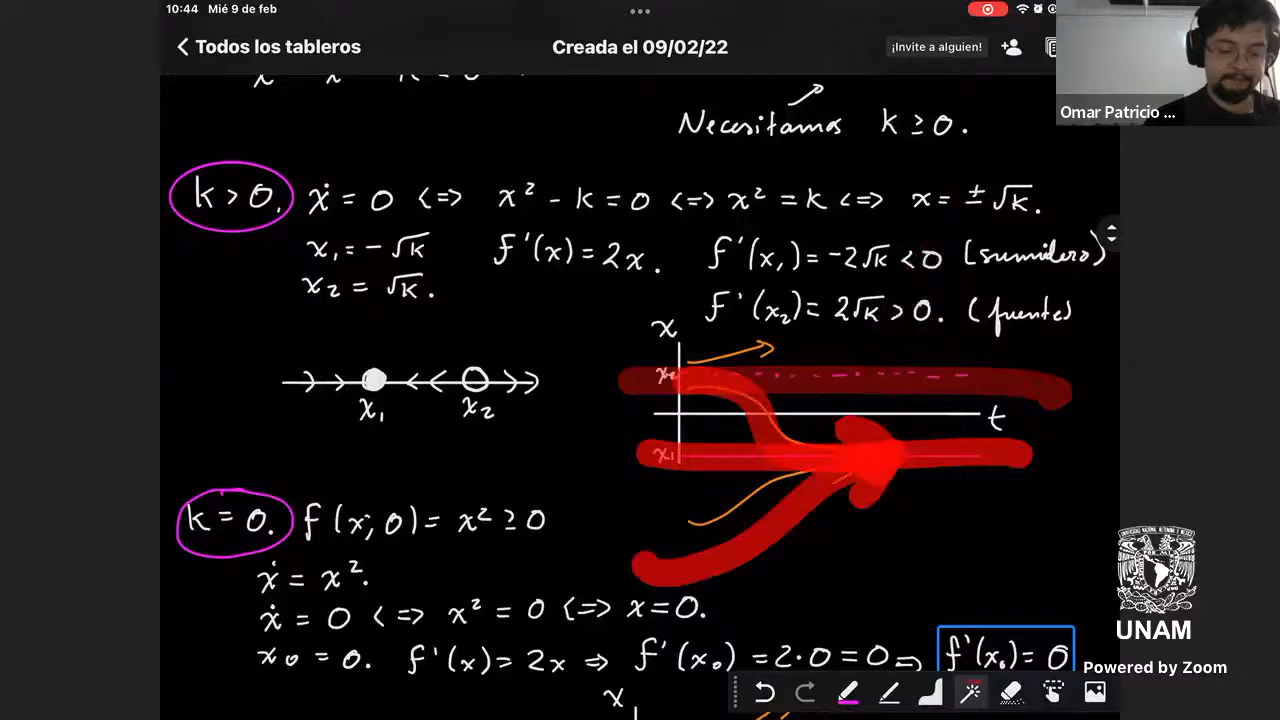 10:44 Mié 9 de feb
Todos los tableros
Creada el 09/02/22
¡Invite a alguien!
Omar Patricio ...
Necesitamos k ≥ 0.
k > 0. ẋ = 0 <=> x² - k = 0 <=> x² = k <=> x = ± √k.
x₁ = - √k f'(x) = 2x. f'(x₁) = -2√k < 0 (sumidero)
x₂ = √k. f'(x₂) = 2√k > 0. (fuente)
x
x₂
x₁ x₂
t
x₁
k = 0. f(x; 0) = x² ≥ 0
ẋ = x².
ẋ = 0 <=> x² = 0 <=> x = 0.
x₀ = 0. f'(x) = 2x => f'(x₀) = 2·0 = 0 => f'(x₀) = 0
x
UNAM
Powered by Zoom